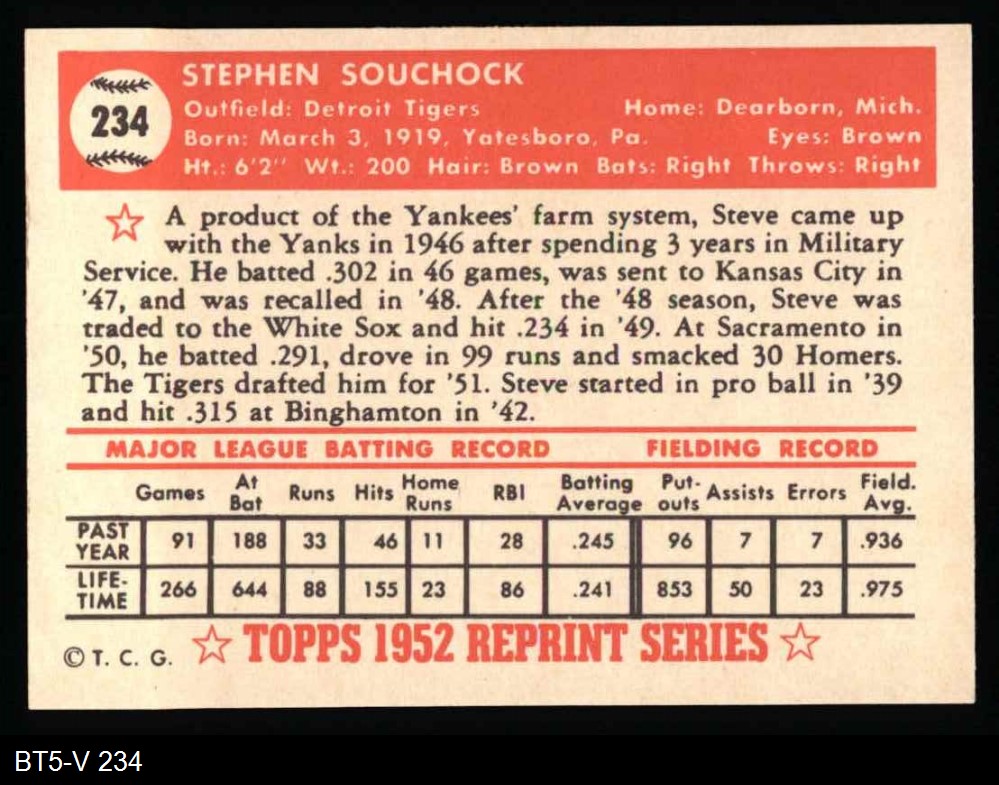 234
STEPHEN SOUCHOCK
Outfield: Detroit Tigers Home: Dearborn, Mich.
Born: March 3, 1919, Yatesboro, Pa. Eyes: Brown
Ht.: 6'2" Wt.: 200 Hair: Brown Bats: Right Throws: Right
A product of the Yankees' farm system, Steve came up
with the Yanks in 1946 after spending 3 years in Military
Service. He batted .302 in 46 games, was sent to Kansas City in
'47, and was recalled in '48. After the '48 season, Steve was
traded to the White Sox and hit .234 in '49. At Sacramento in
'50, he batted .291, drove in 99 runs and smacked 30 Homers.
The Tigers drafted him for '51. Steve started in pro ball in '39
and hit .315 at Binghamton in '42.
MAJOR LEAGUE BATTING RECORD FIELDING RECORD
Games At Bat Runs Hits Home Runs RBI Batting Average Put-outs Assists Errors Field. Avg.
PAST YEAR 91 188 33 46 11 28 .245 96 7 7 .936
LIFE-TIME 266 644 88 155 23 86 .241 853 50 23 .975
© T. C. G. TOPPS 1952 REPRINT SERIES
BT5-V 234